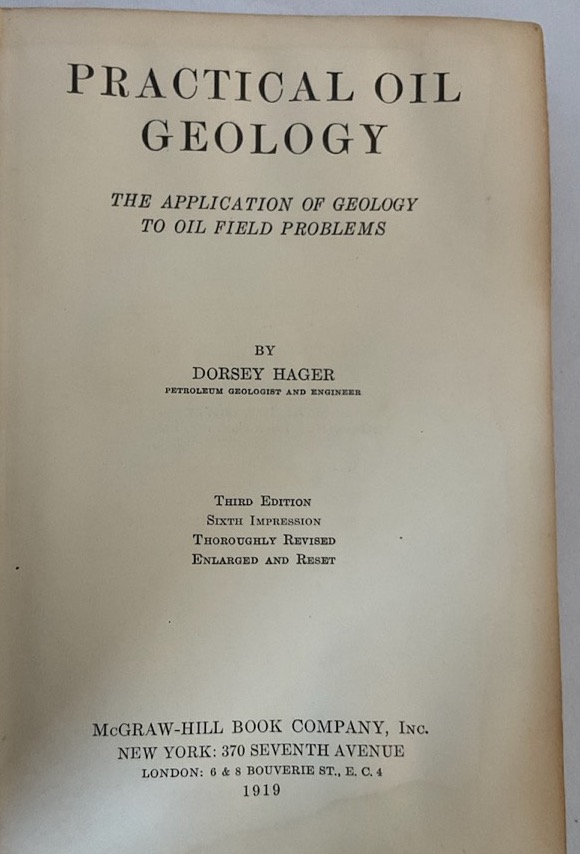 PRACTICAL OIL
GEOLOGY
THE APPLICATION OF GEOLOGY
TO OIL FIELD PROBLEMS
BY
DORSEY HAGER
PETROLEUM GEOLOGIST AND ENGINEER
THIRD EDITION
SIXTH IMPRESSION
THOROUGHLY REVISED
ENLARGED AND RESET
McGRAW-HILL BOOK COMPANY, INC.
NEW YORK: 370 SEVENTH AVENUE
LONDON: 6 & 8 BOUVERIE ST., E. C. 4
1919